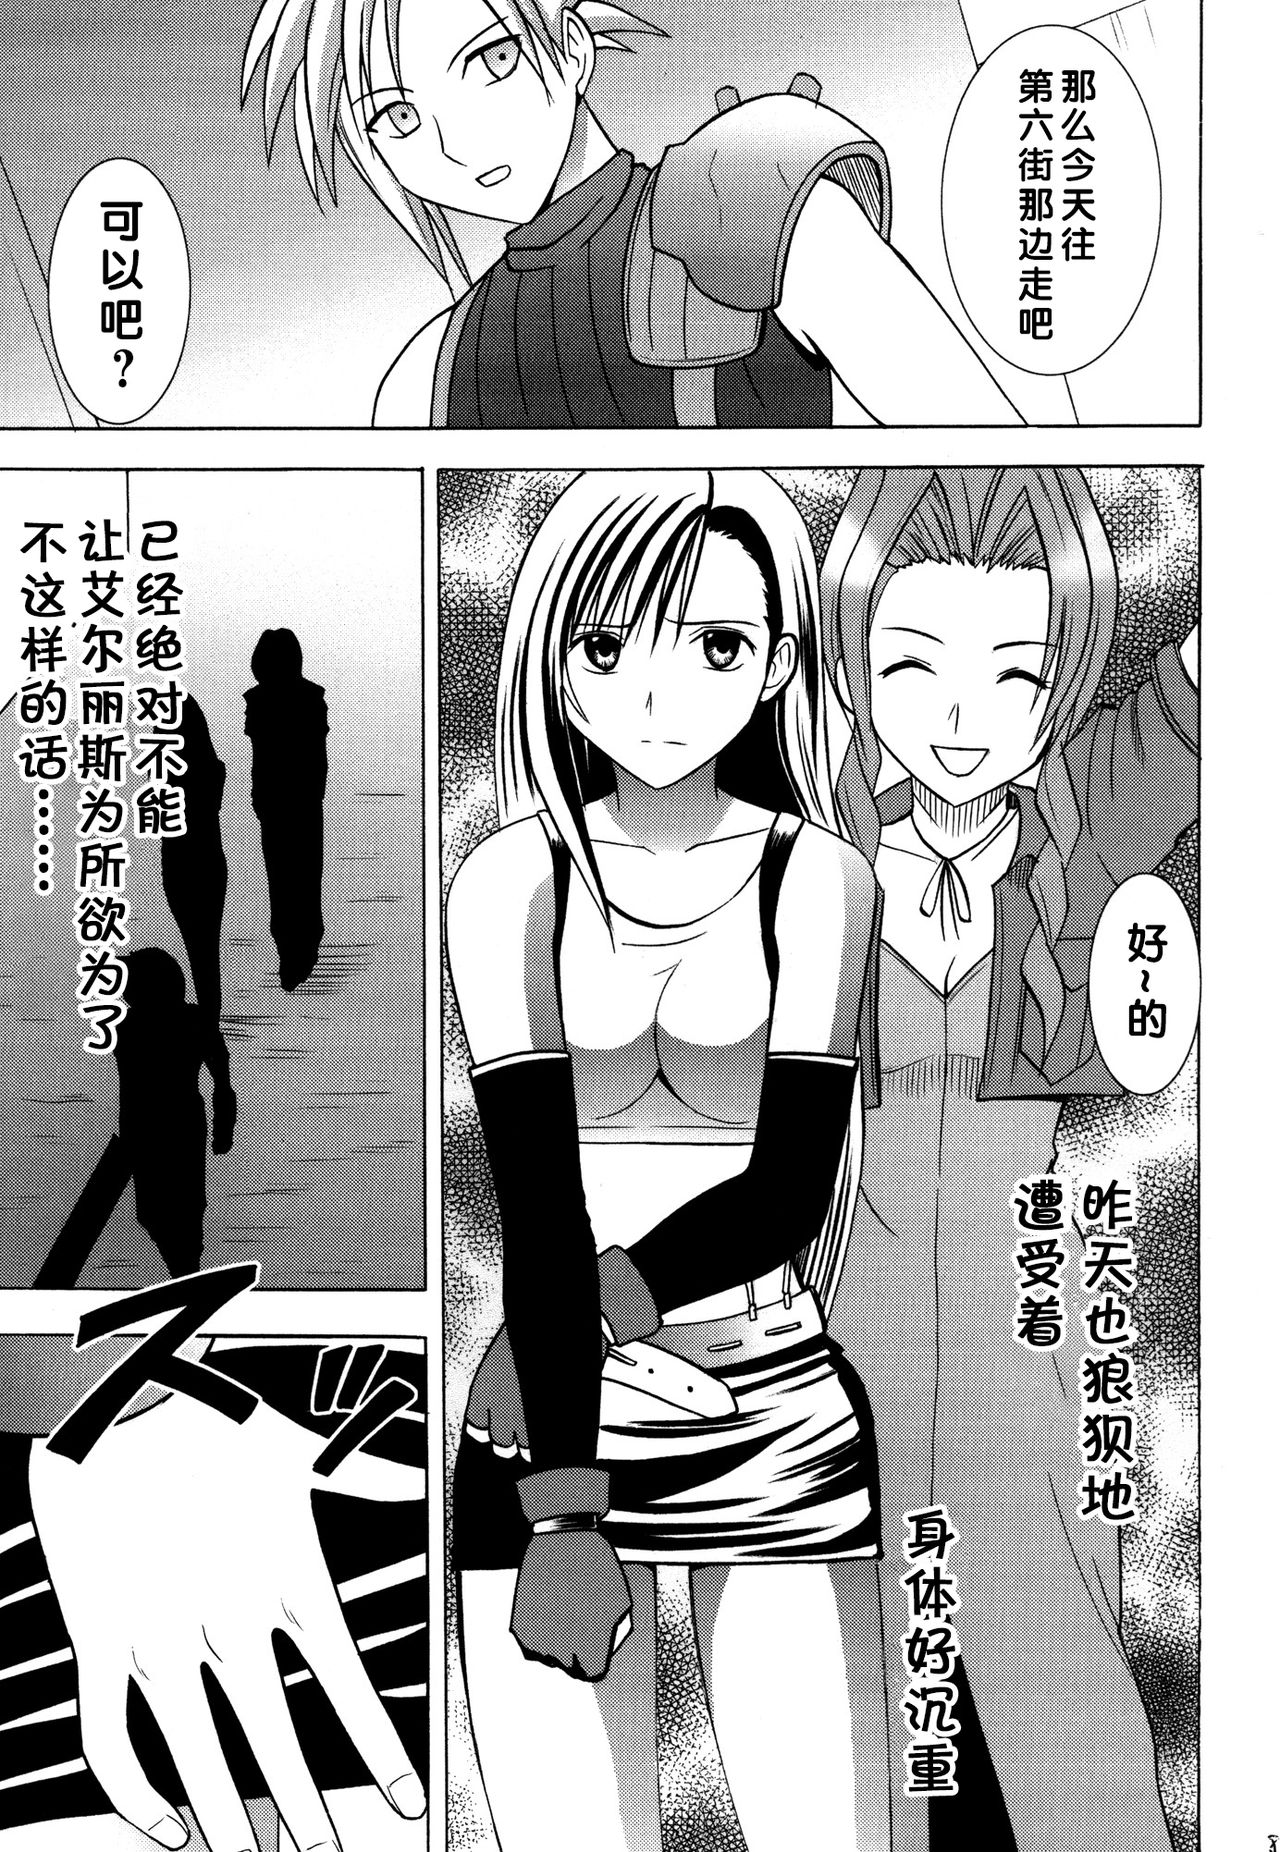 那么今天往
第六街那边走吧
可以吧？
好~的
昨天也狼狈地
遭受着
身体好沉重
已经绝对不能
让艾尔丽斯为所欲为了
不这样的话……
ス
ッ